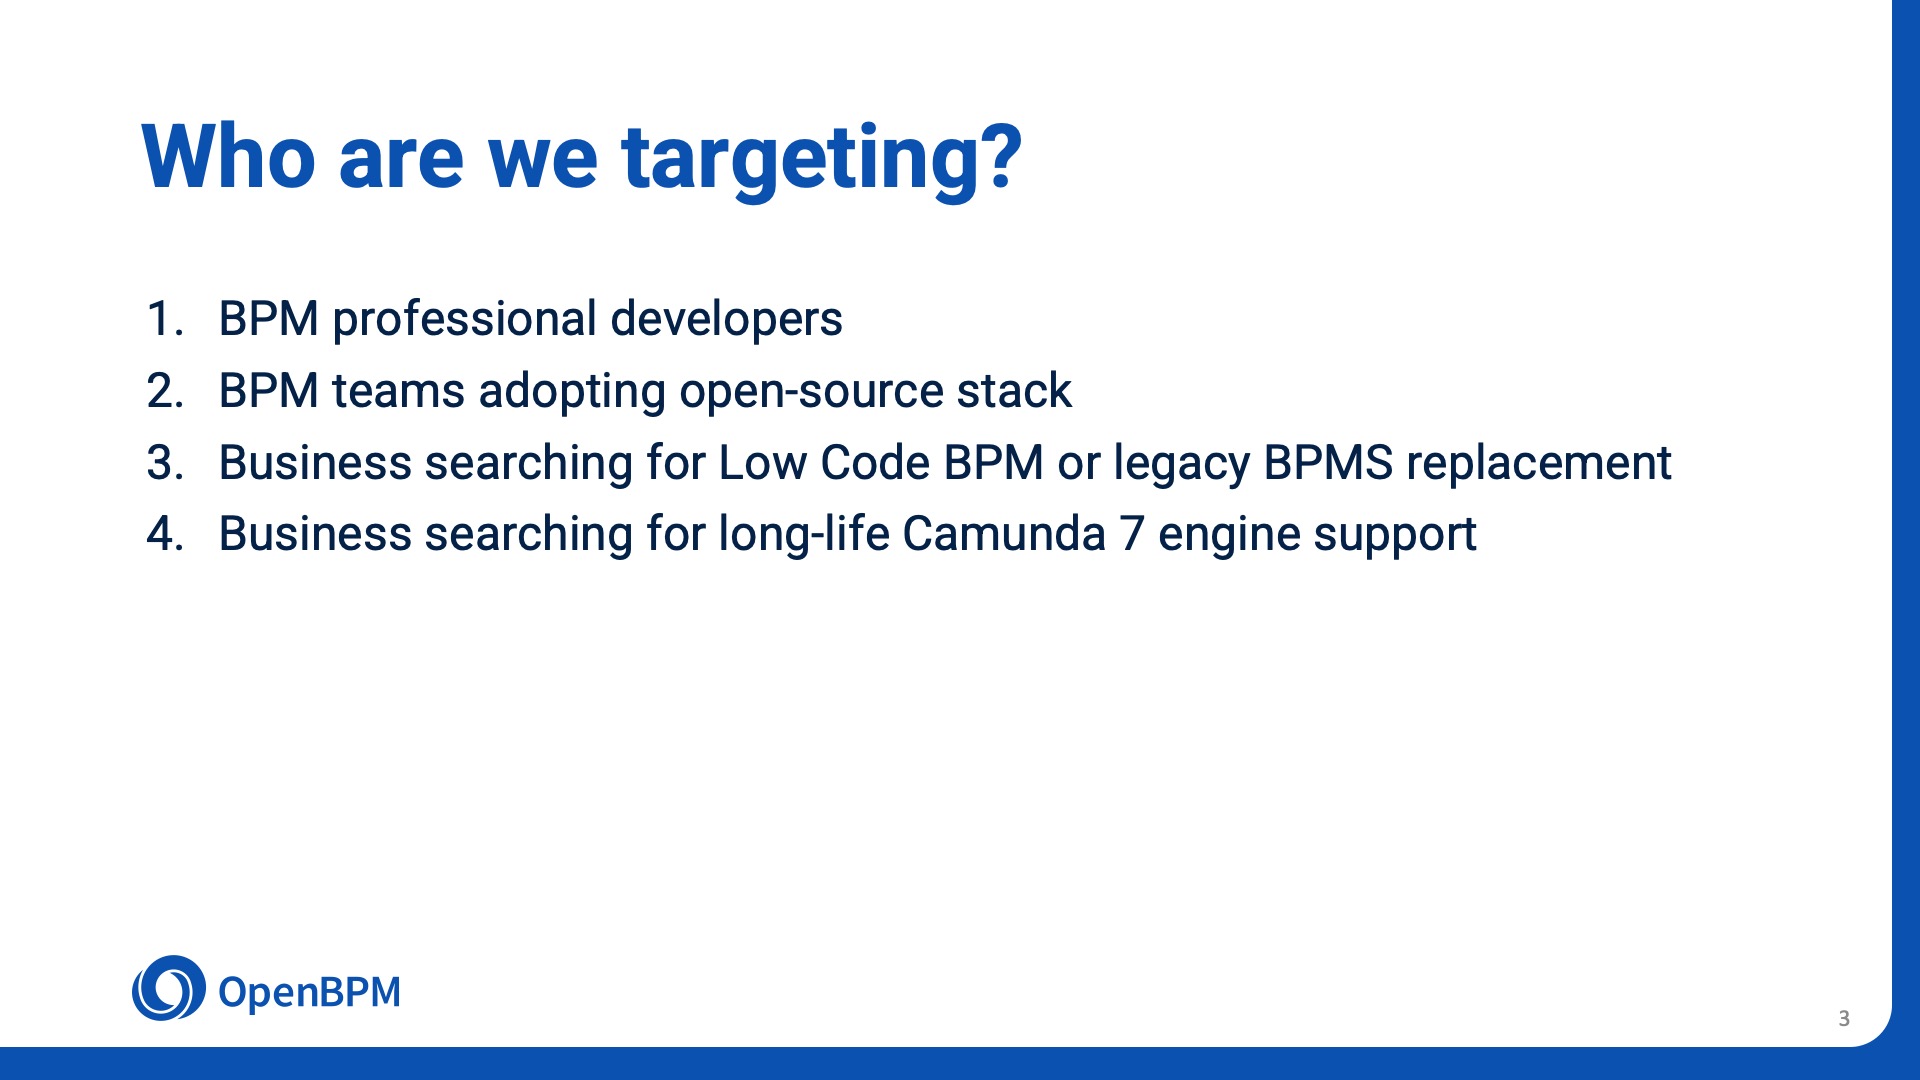 Who are we targeting?
1. BPM professional developers
2. BPM teams adopting open-source stack
3. Business searching for Low Code BPM or legacy BPMS replacement
4. Business searching for long-life Camunda 7 engine support
OpenBPM
3